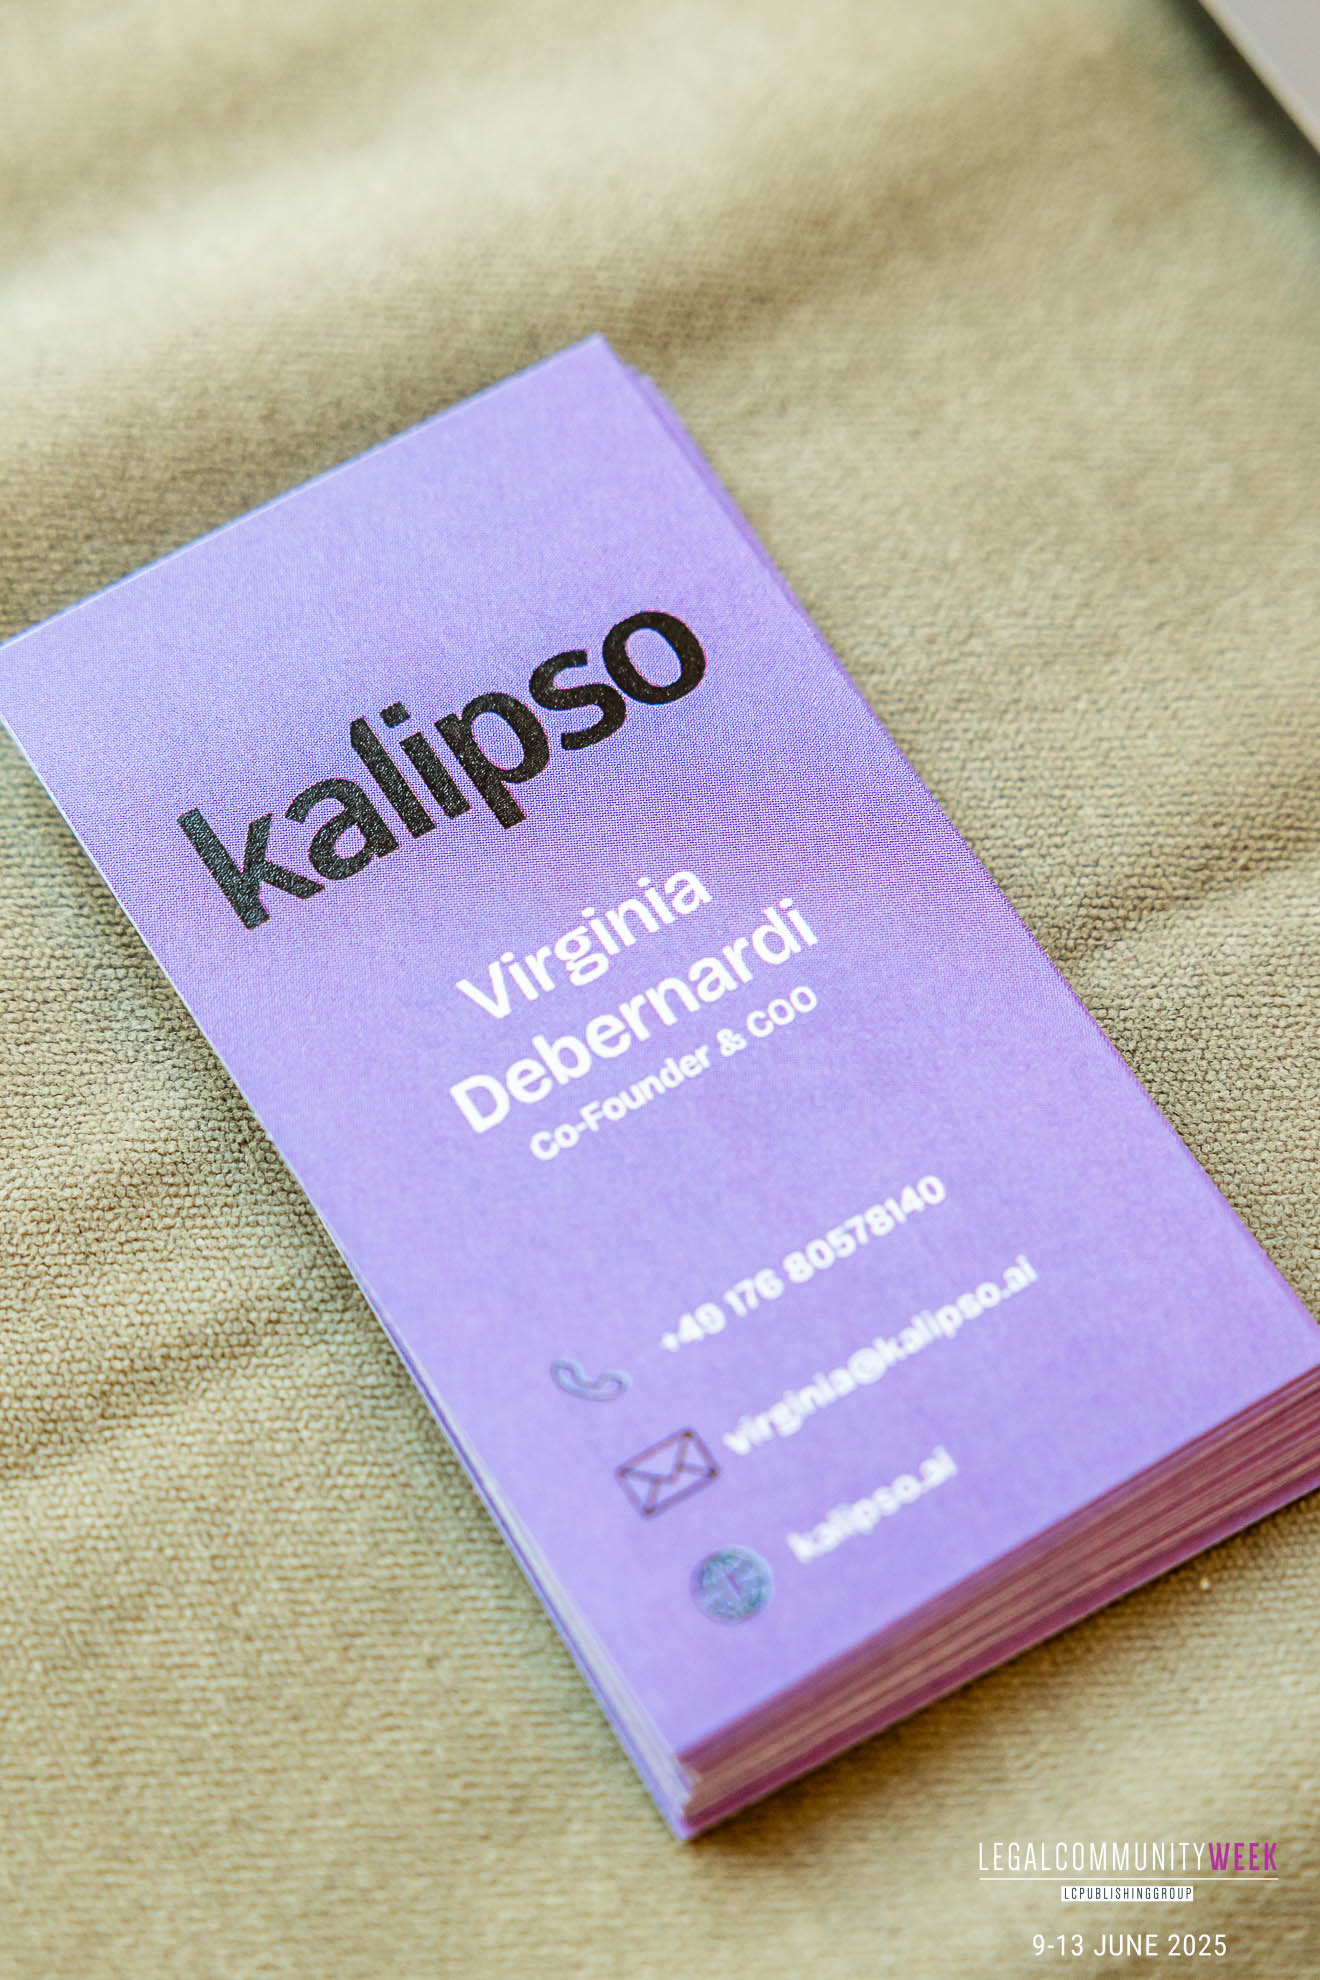 kalipso
Virginia
Debernardi
Co-Founder & COO
+49 176 80578140
virginia@kalipso.ai
kalipso.ai
LEGALCOMMUNITYWEEK
LCPUBLISHINGGROUP
9-13 JUNE 2025